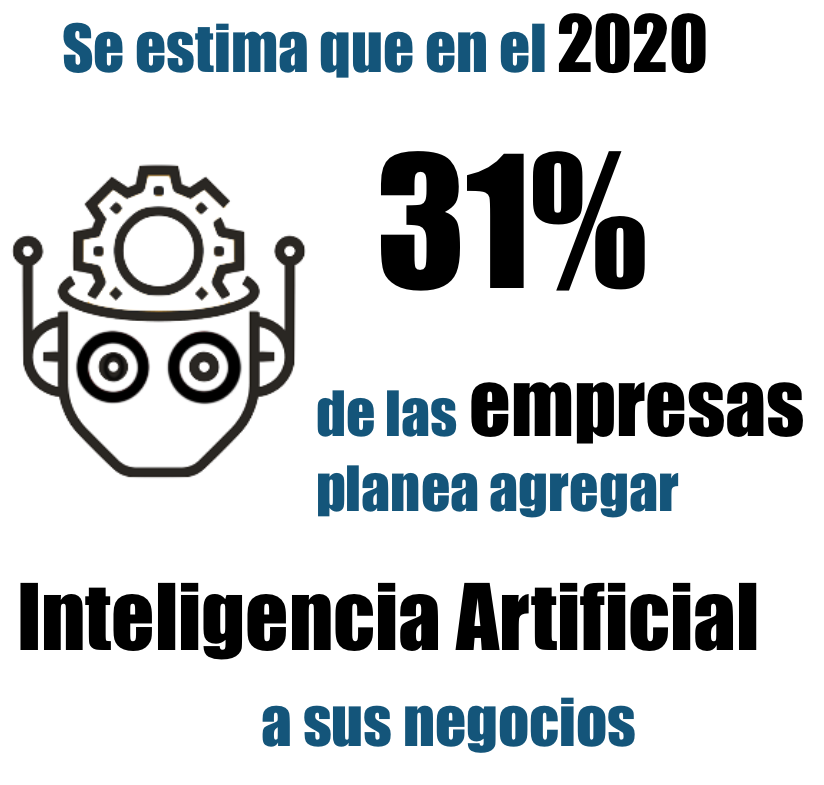 Se estima que en el 2020
31%
de las empresas
planea agregar
Inteligencia Artificial
a sus negocios